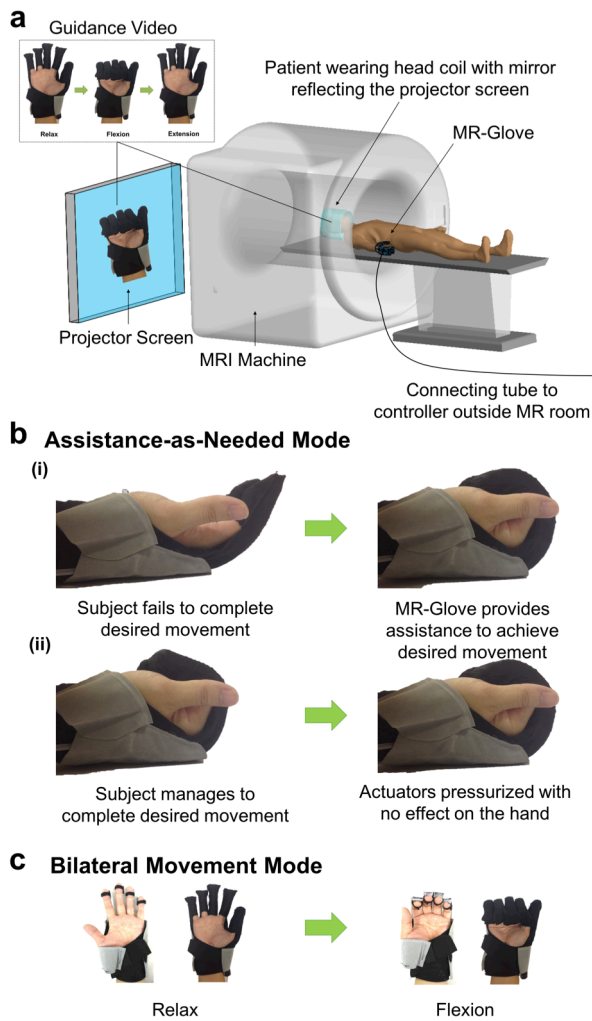 a
Guidance Video
Relax
Flexion
Extension
Patient wearing head coil with mirror
reflecting the projector screen
MR-Glove
Projector Screen
MRI Machine
Connecting tube to
controller outside MR room
b Assistance-as-Needed Mode
(i)
Subject fails to complete
desired movement
MR-Glove provides
assistance to achieve
desired movement
(ii)
Subject manages to
complete desired movement
Actuators pressurized with
no effect on the hand
c Bilateral Movement Mode
Relax
Flexion